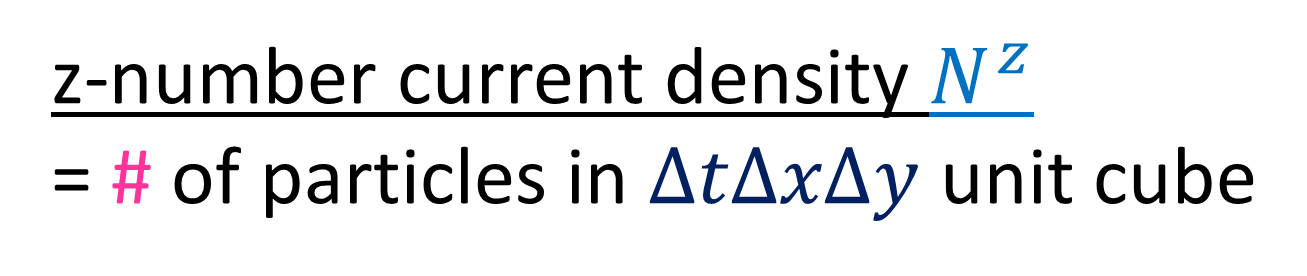 z-number current density N^z
= # of particles in ΔtΔxΔy unit cube